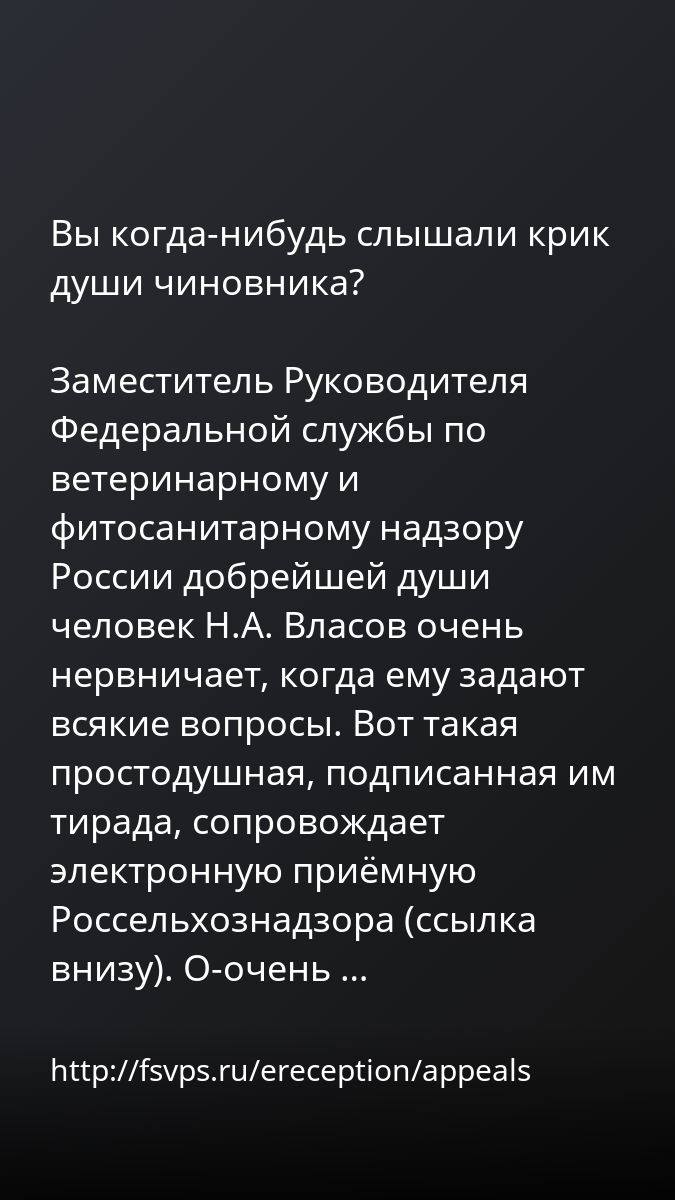 Вы когда-нибудь слышали крик
души чиновника?
Заместитель Руководителя
Федеральной службы по
ветеринарному и
фитосанитарному надзору
России добрейшей души
человек Н.А. Власов очень
нервничает, когда ему задают
всякие вопросы. Вот такая
простодушная, подписанная им
тирада, сопровождает
электронную приёмную
Россельхознадзора (ссылка
внизу). О-очень ...
http://fsvps.ru/ereception/appeals